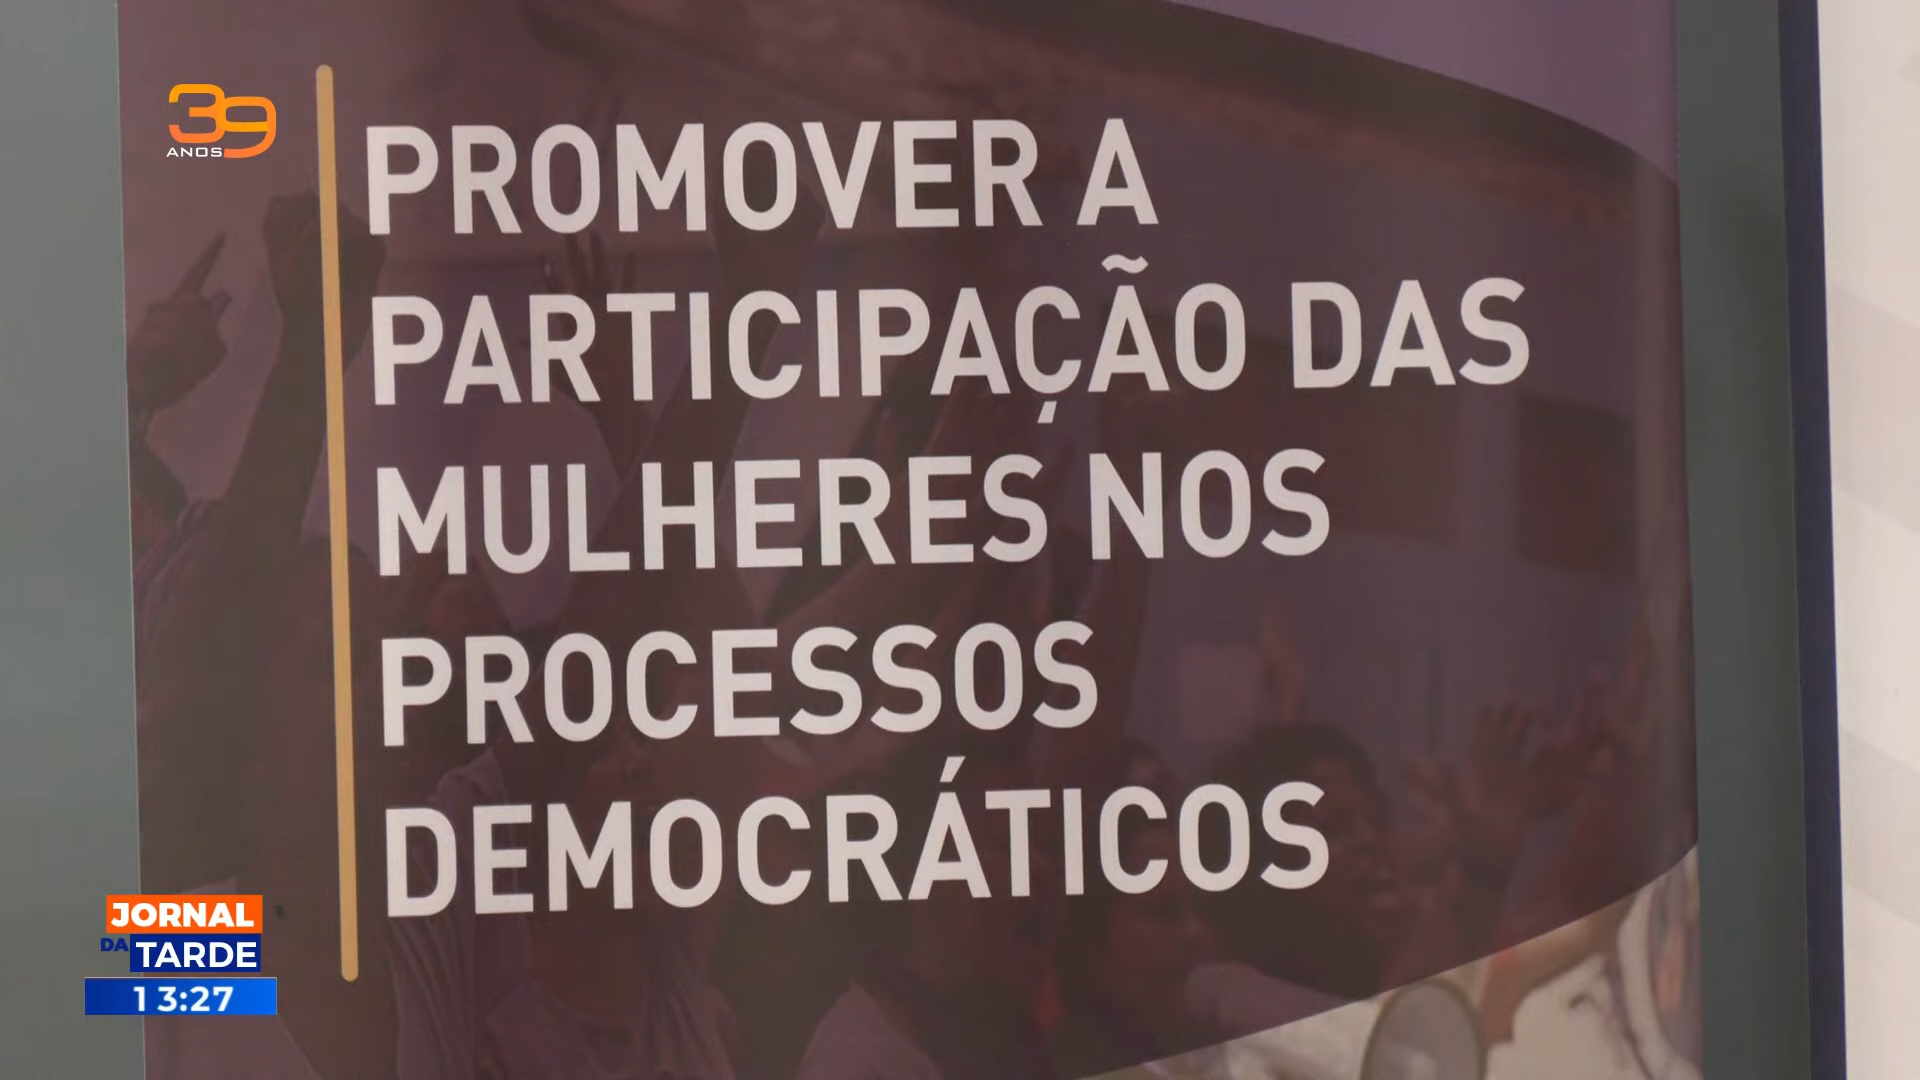 39
ANOS
PROMOVER A
PARTICIPAÇÃO DAS
MULHERES NOS
PROCESSOS
DEMOCRÁTICOS
JORNAL
DA TARDE
13:27